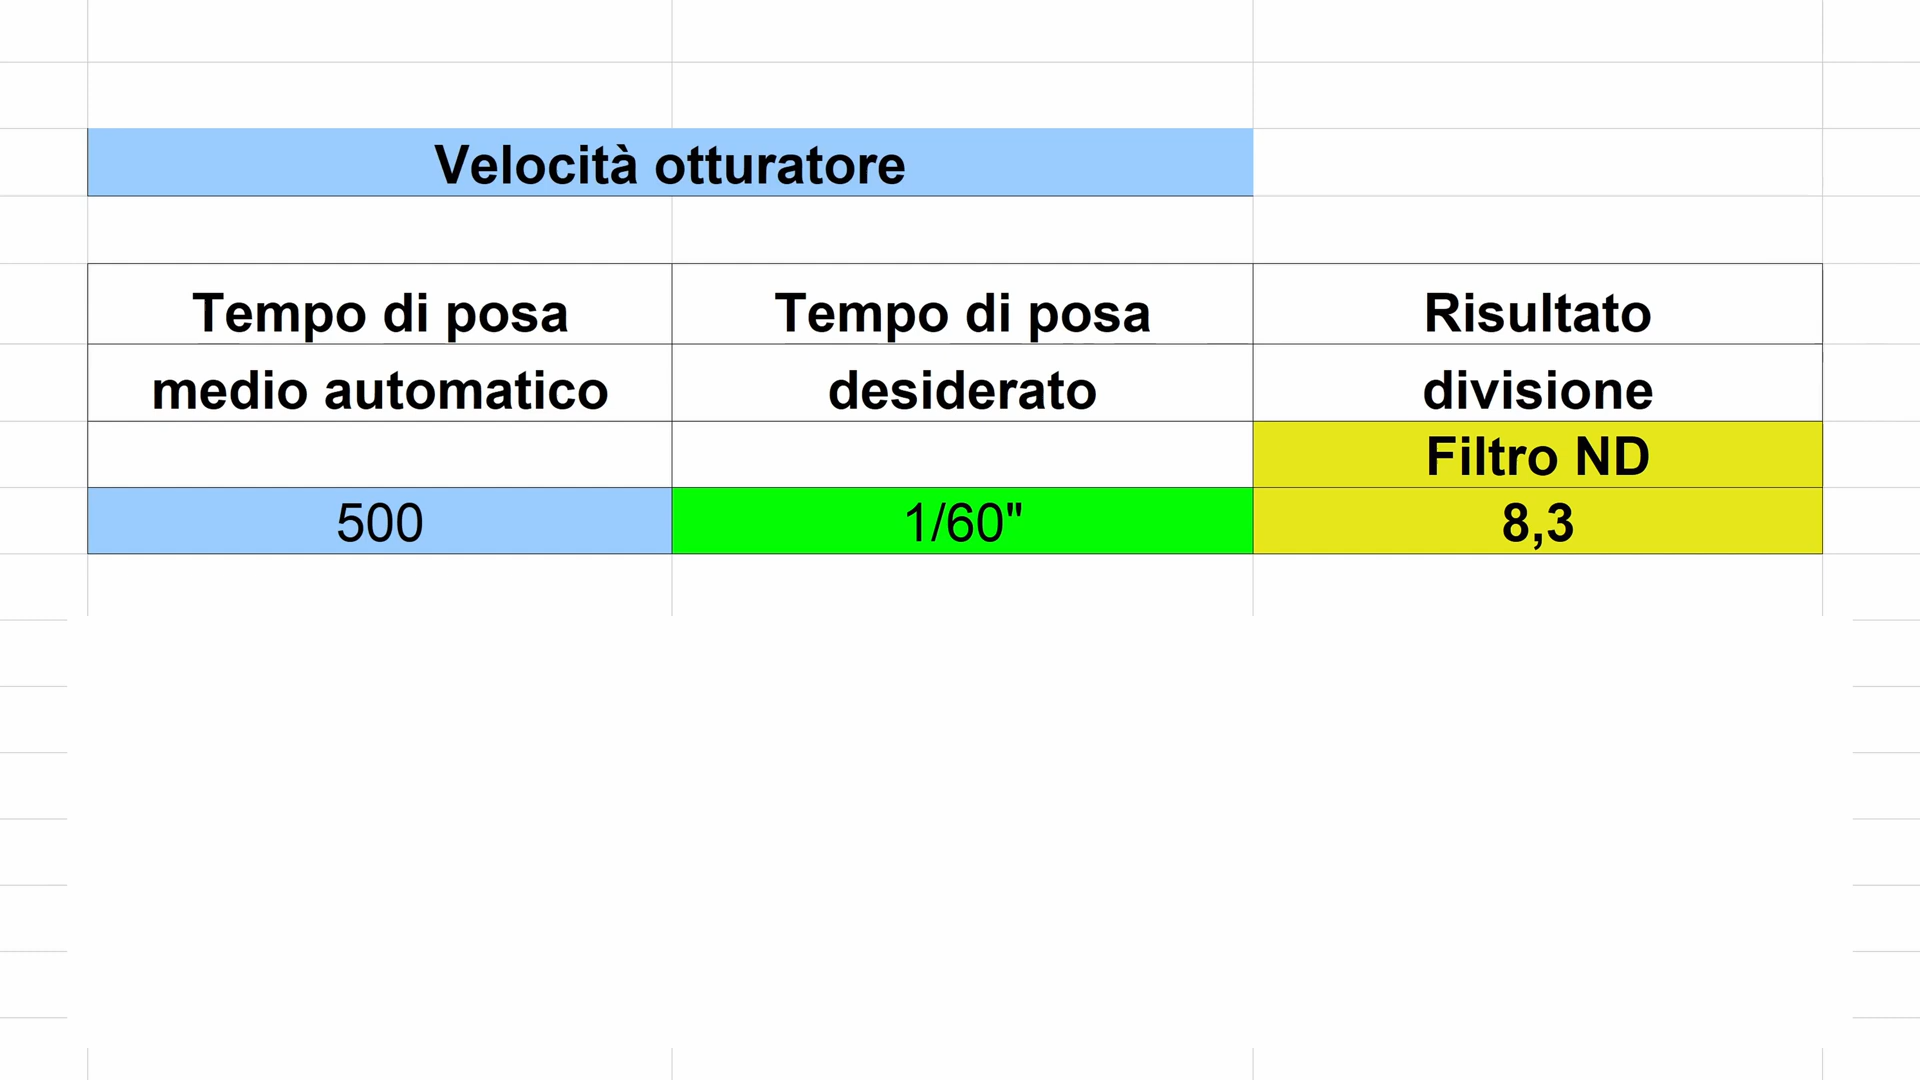 Velocità otturatore
Tempo di posa Tempo di posa Risultato
medio automatico desiderato divisione
Filtro ND
500 1/60" 8,3